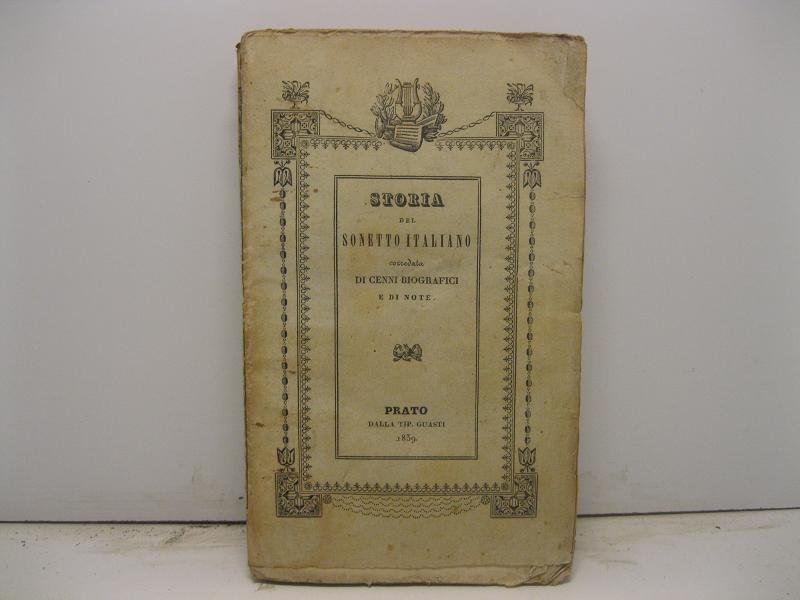 STORIA
DEL
SONETTO ITALIANO
corredata
DI CENNI BIOGRAFICI
E DI NOTE.
PRATO
DALLA TIP. GUASTI
1839.